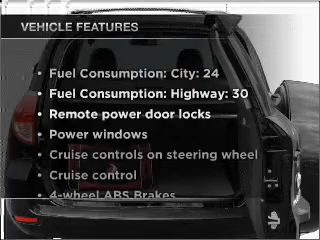 VEHICLE FEATURES
• Fuel Consumption: City: 24
• Fuel Consumption: Highway: 30
• Remote power door locks
• Power windows
• Cruise controls on steering wheel
• Cruise control
• 4-wheel ABS Brakes